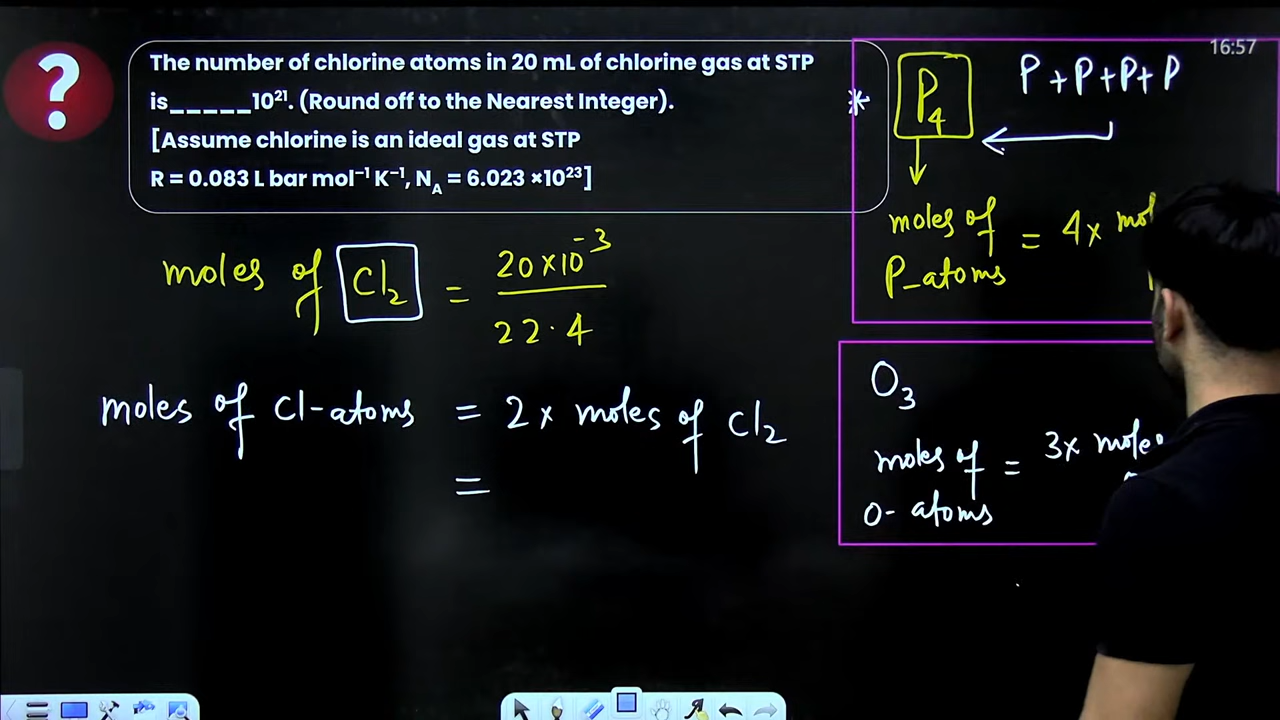 16:57
?
The number of chlorine atoms in 20 mL of chlorine gas at STP
is_____10²¹. (Round off to the Nearest Integer).
[Assume chlorine is an ideal gas at STP
R = 0.083 L bar mol⁻¹ K⁻¹, N_A = 6.023 ×10²³]
moles of Cl₂ = 20×10⁻³ / 22.4
moles of Cl-atoms = 2 × moles of Cl₂
=
* P₄ P + P + P + P
moles of P-atoms = 4 ×
O₃
moles of O-atoms = 3 ×